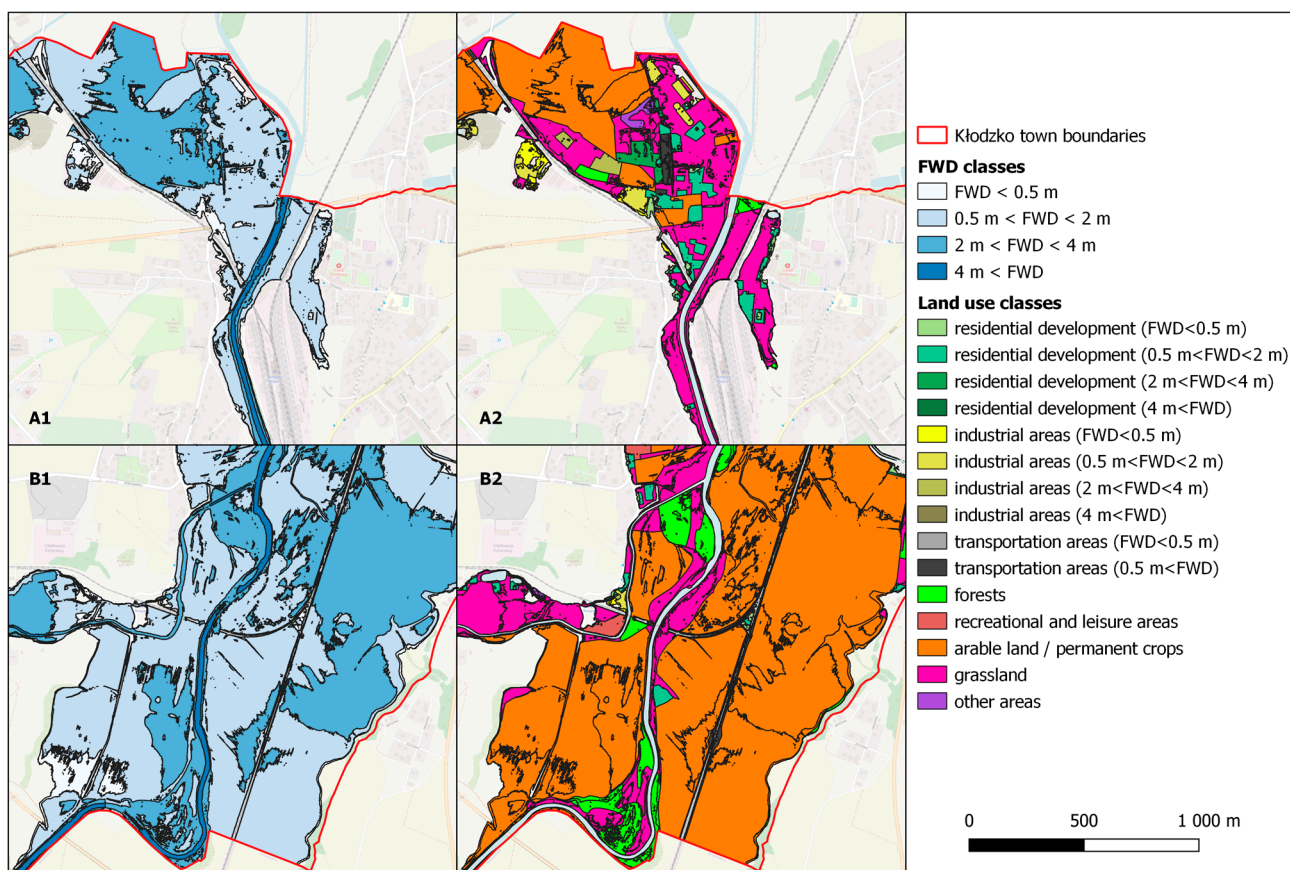 A1
A2
B1
B2
Kłodzko town boundaries
FWD classes
FWD < 0.5 m
0.5 m < FWD < 2 m
2 m < FWD < 4 m
4 m < FWD
Land use classes
residential development (FWD<0.5 m)
residential development (0.5 m<FWD<2 m)
residential development (2 m<FWD<4 m)
residential development (4 m<FWD)
industrial areas (FWD<0.5 m)
industrial areas (0.5 m<FWD<2 m)
industrial areas (2 m<FWD<4 m)
industrial areas (4 m<FWD)
transportation areas (FWD<0.5 m)
transportation areas (0.5 m<FWD)
forests
recreational and leisure areas
arable land / permanent crops
grassland
other areas
0 500 1 000 m